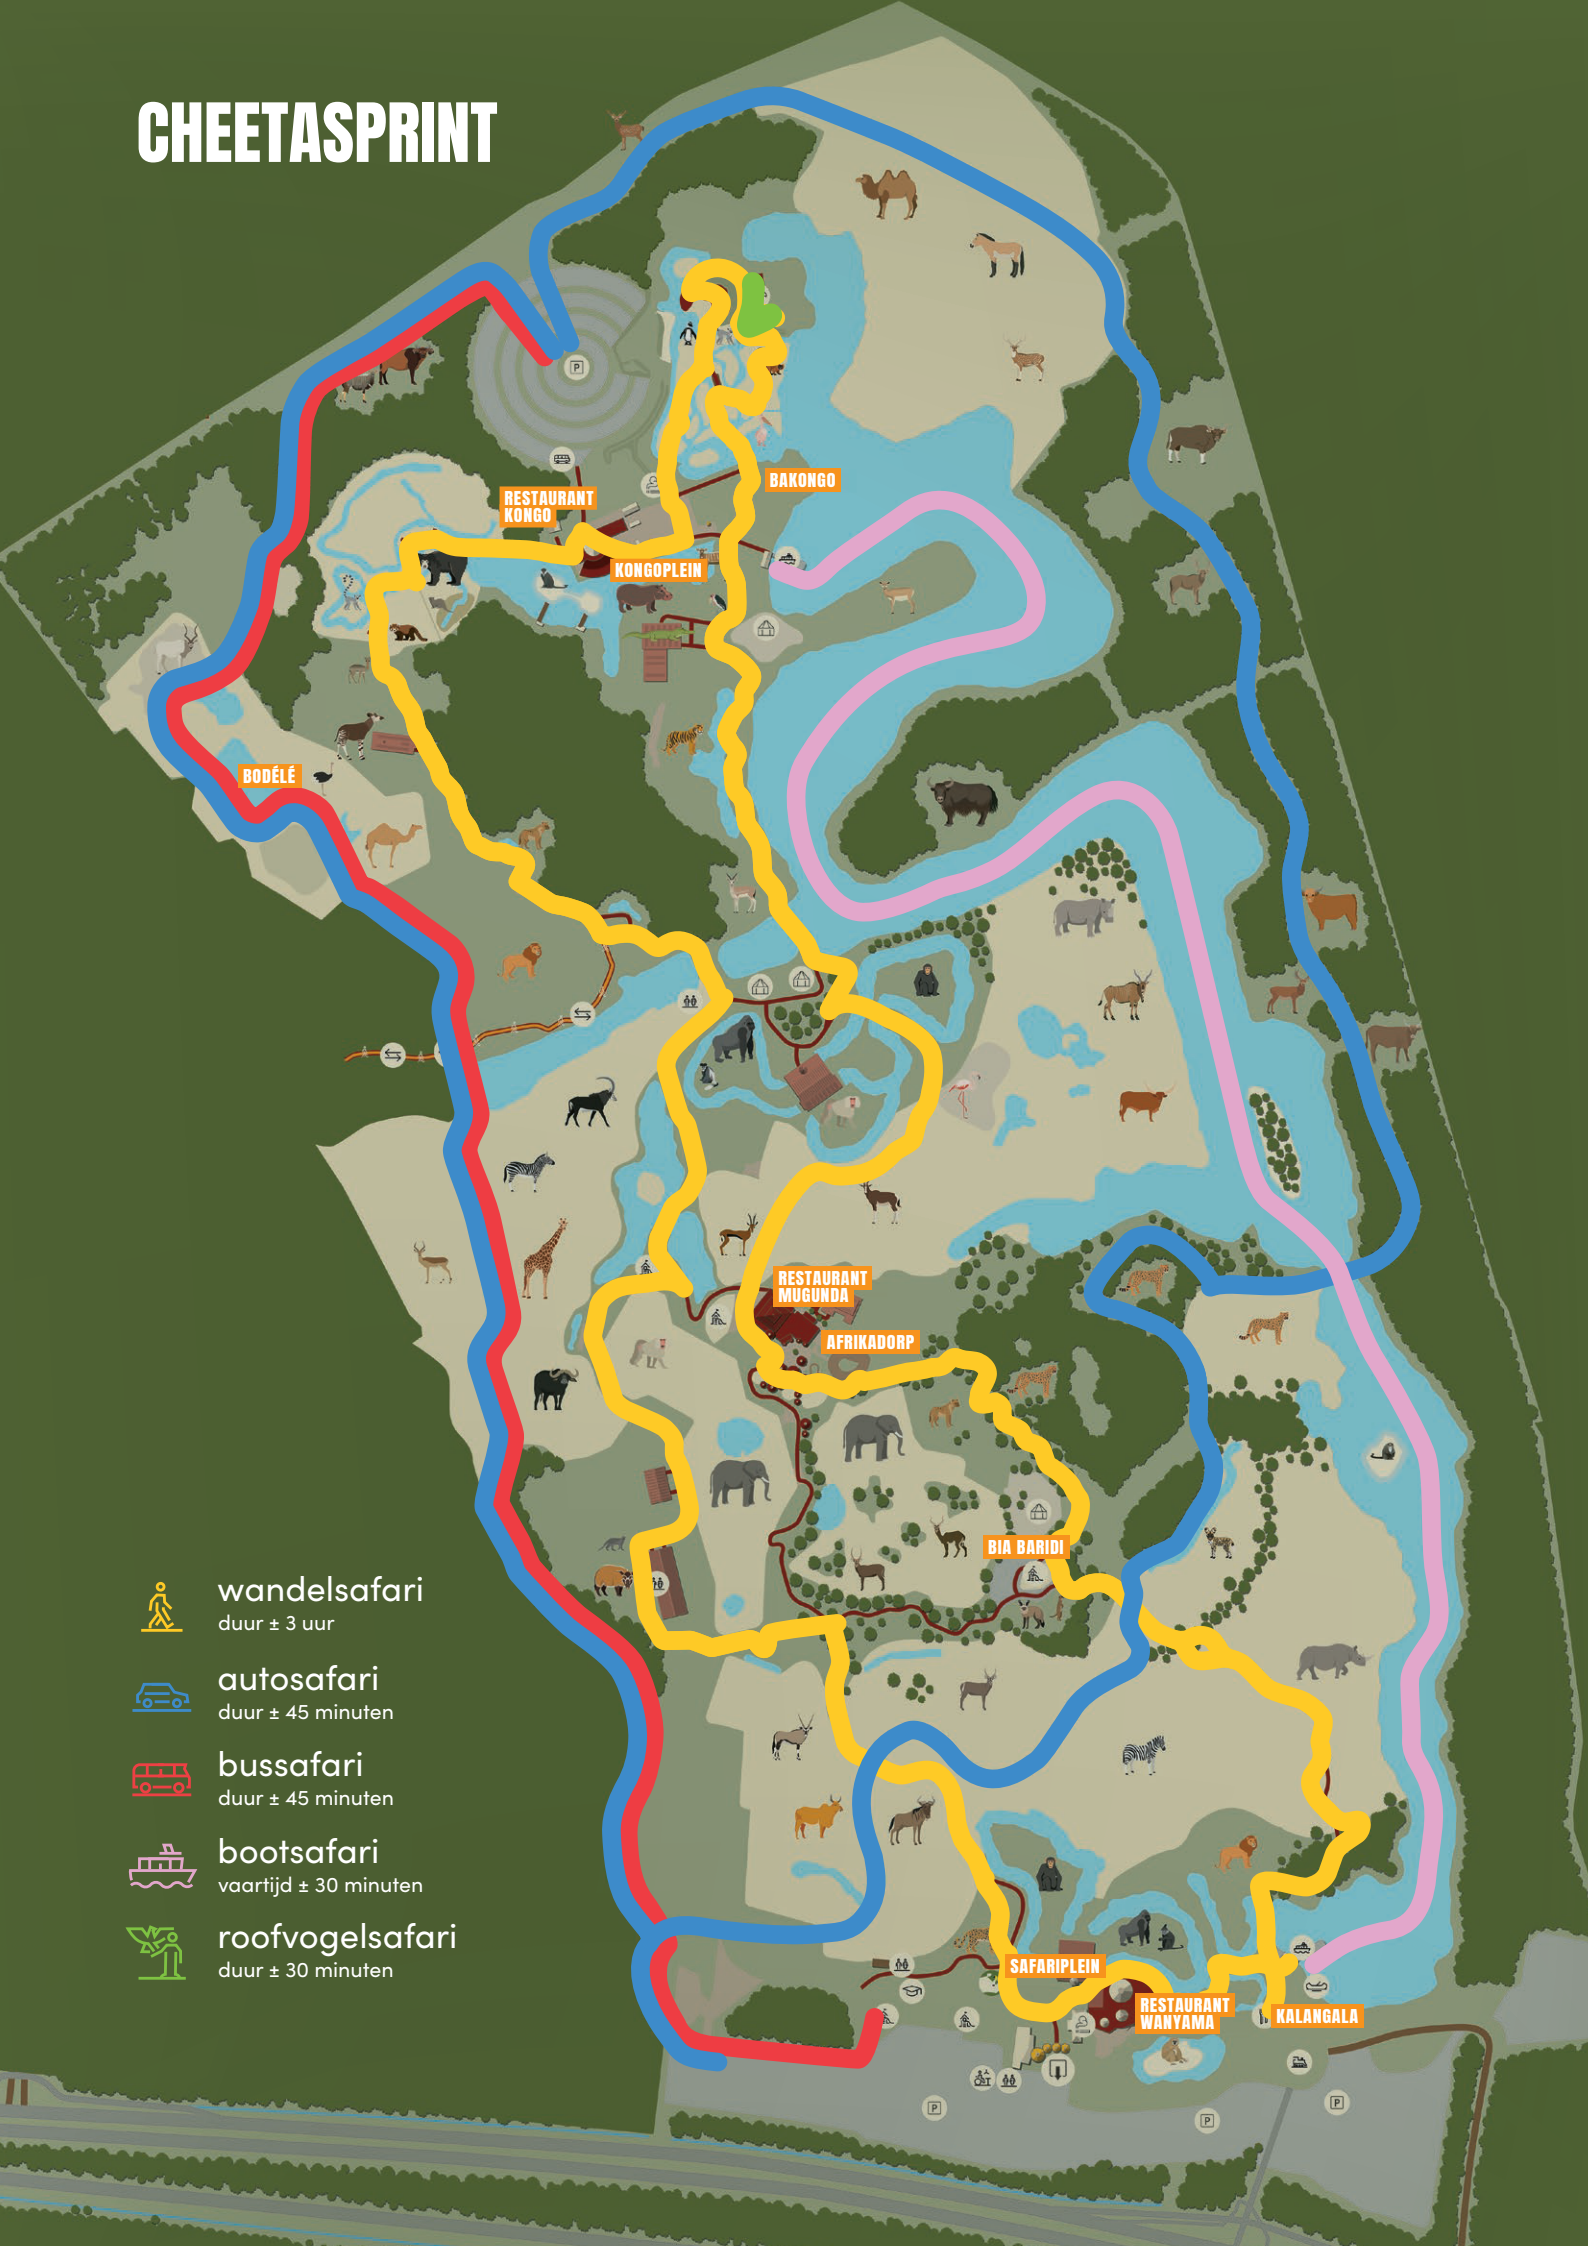 CHEETASPRINT
BAKONGO
RESTAURANT
KONGO
KONGOPLEIN
BODÉLÉ
RESTAURANT
MUGUNDA
AFRIKADORP
BIA BARIDI
wandelsafari
duur ± 3 uur
autosafari
duur ± 45 minuten
bussafari
duur ± 45 minuten
bootsafari
vaartijd ± 30 minuten
roofvogelsafari
duur ± 30 minuten
SAFARIPLEIN
RESTAURANT
WANYAMA
KALANGALA
P
P
P
P